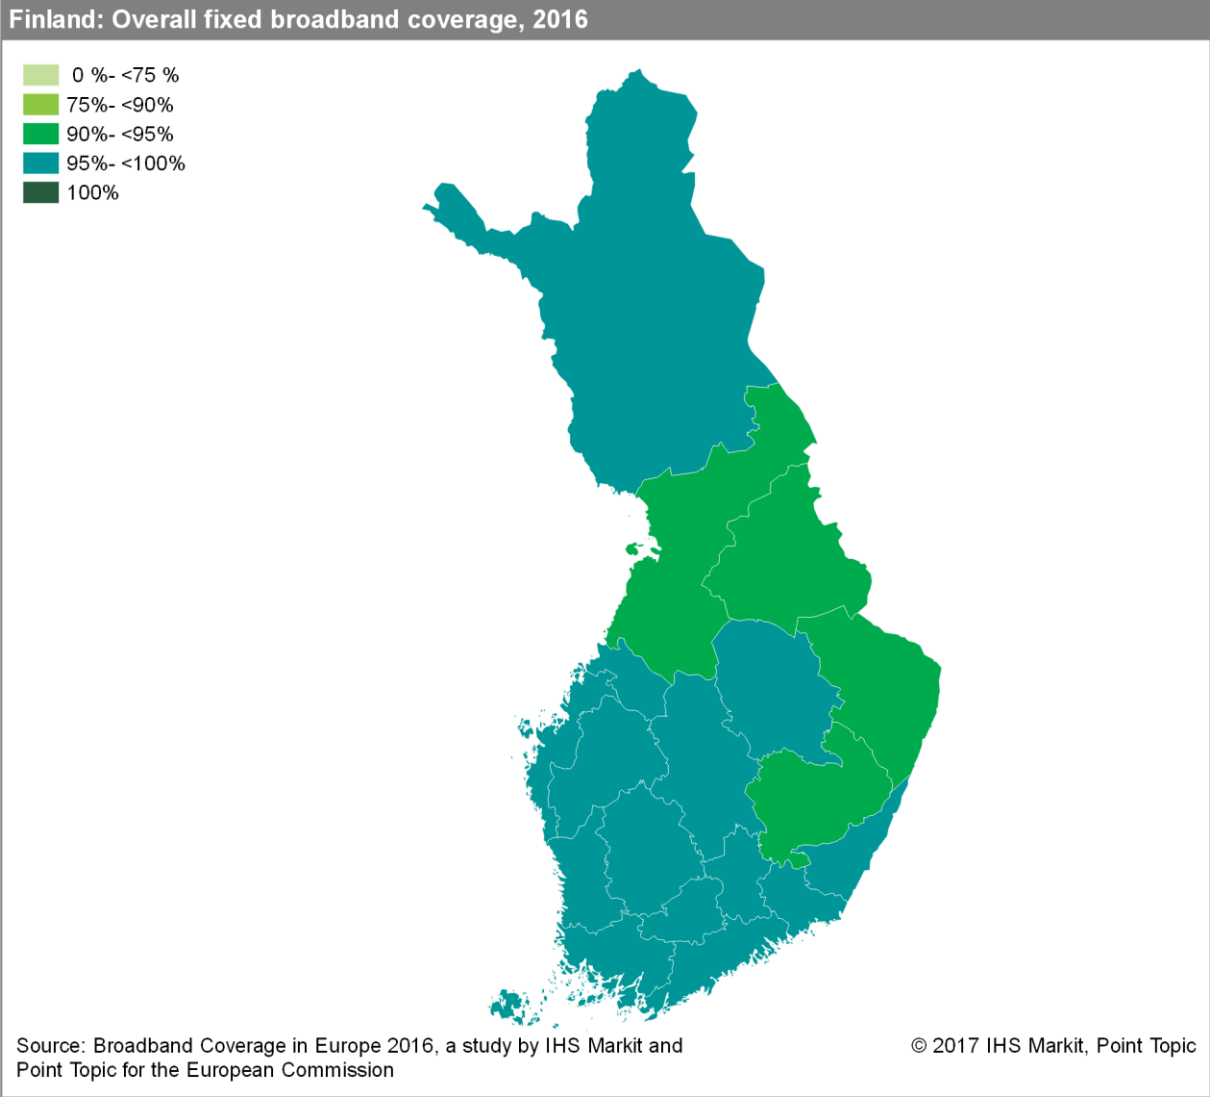 Finland: Overall fixed broadband coverage, 2016
0 %- <75 %
75%- <90%
90%- <95%
95%- <100%
100%
Source: Broadband Coverage in Europe 2016, a study by IHS Markit and
Point Topic for the European Commission
© 2017 IHS Markit, Point Topic